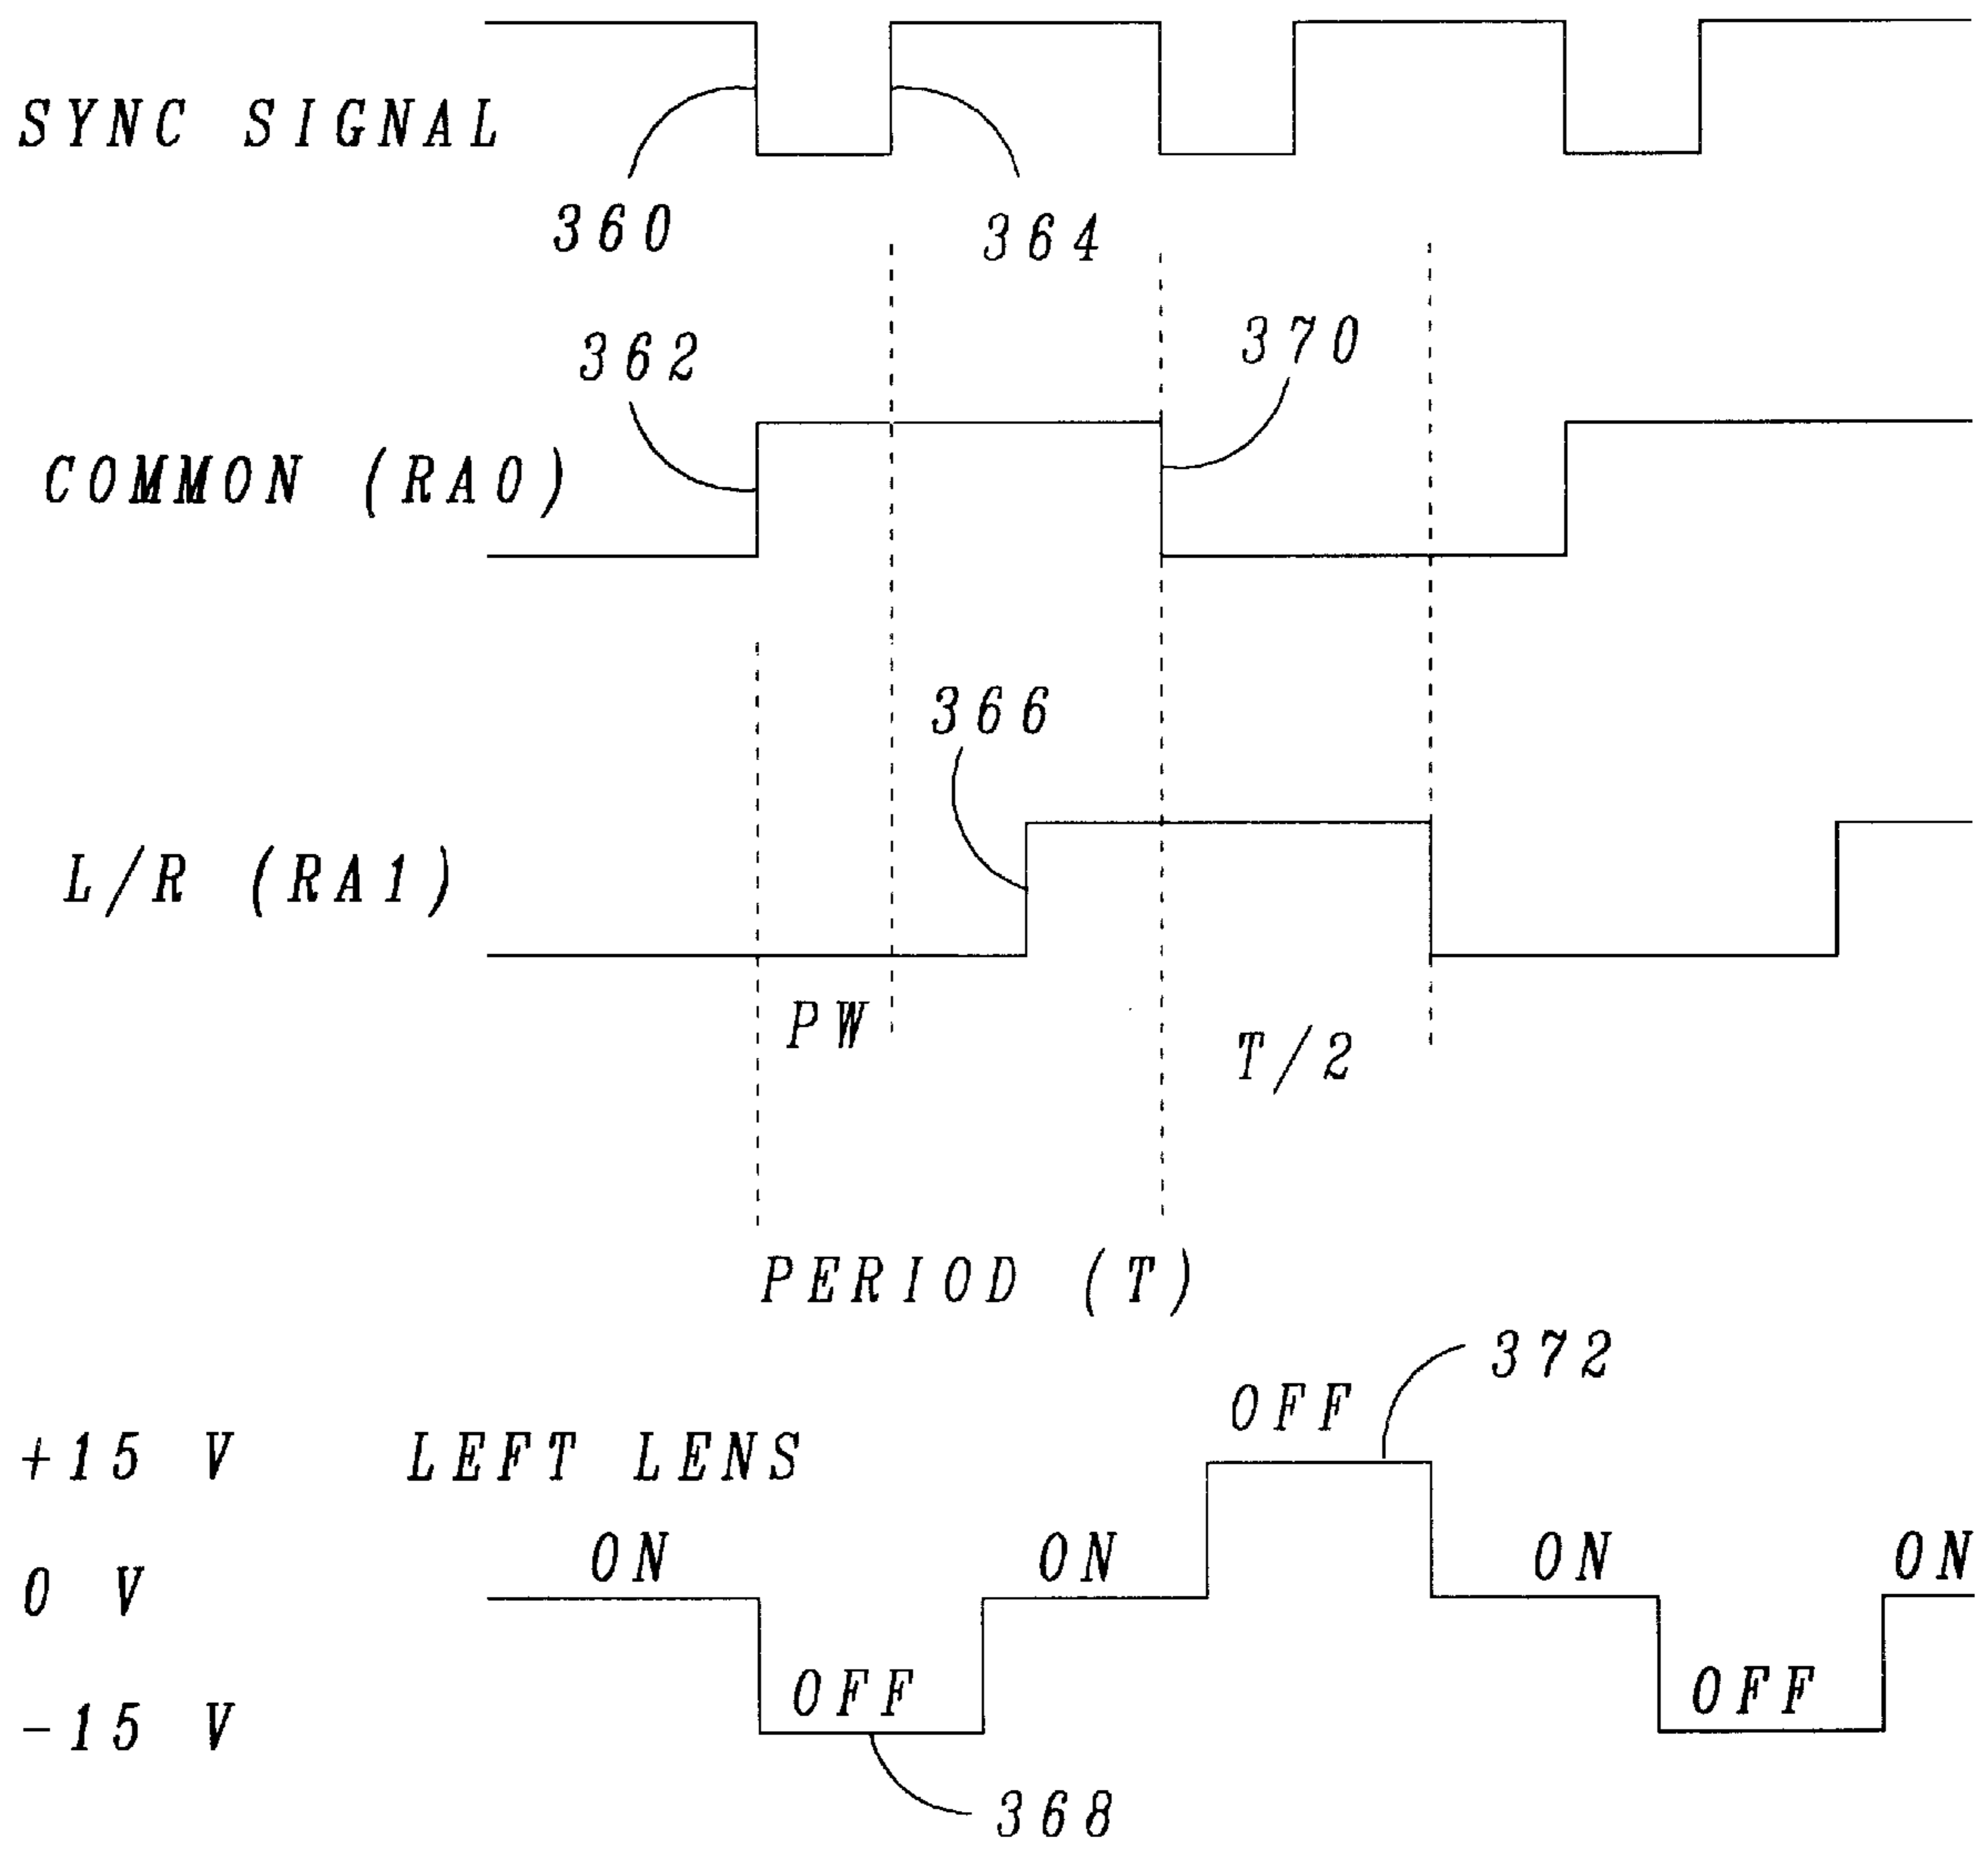 SYNC SIGNAL
360
364
362
370
COMMON (RA0)
366
L/R (RA1)
PW
T/2
PERIOD (T)
372
OFF
+15 V LEFT LENS
ON ON ON ON
0 V
OFF OFF
-15 V
368